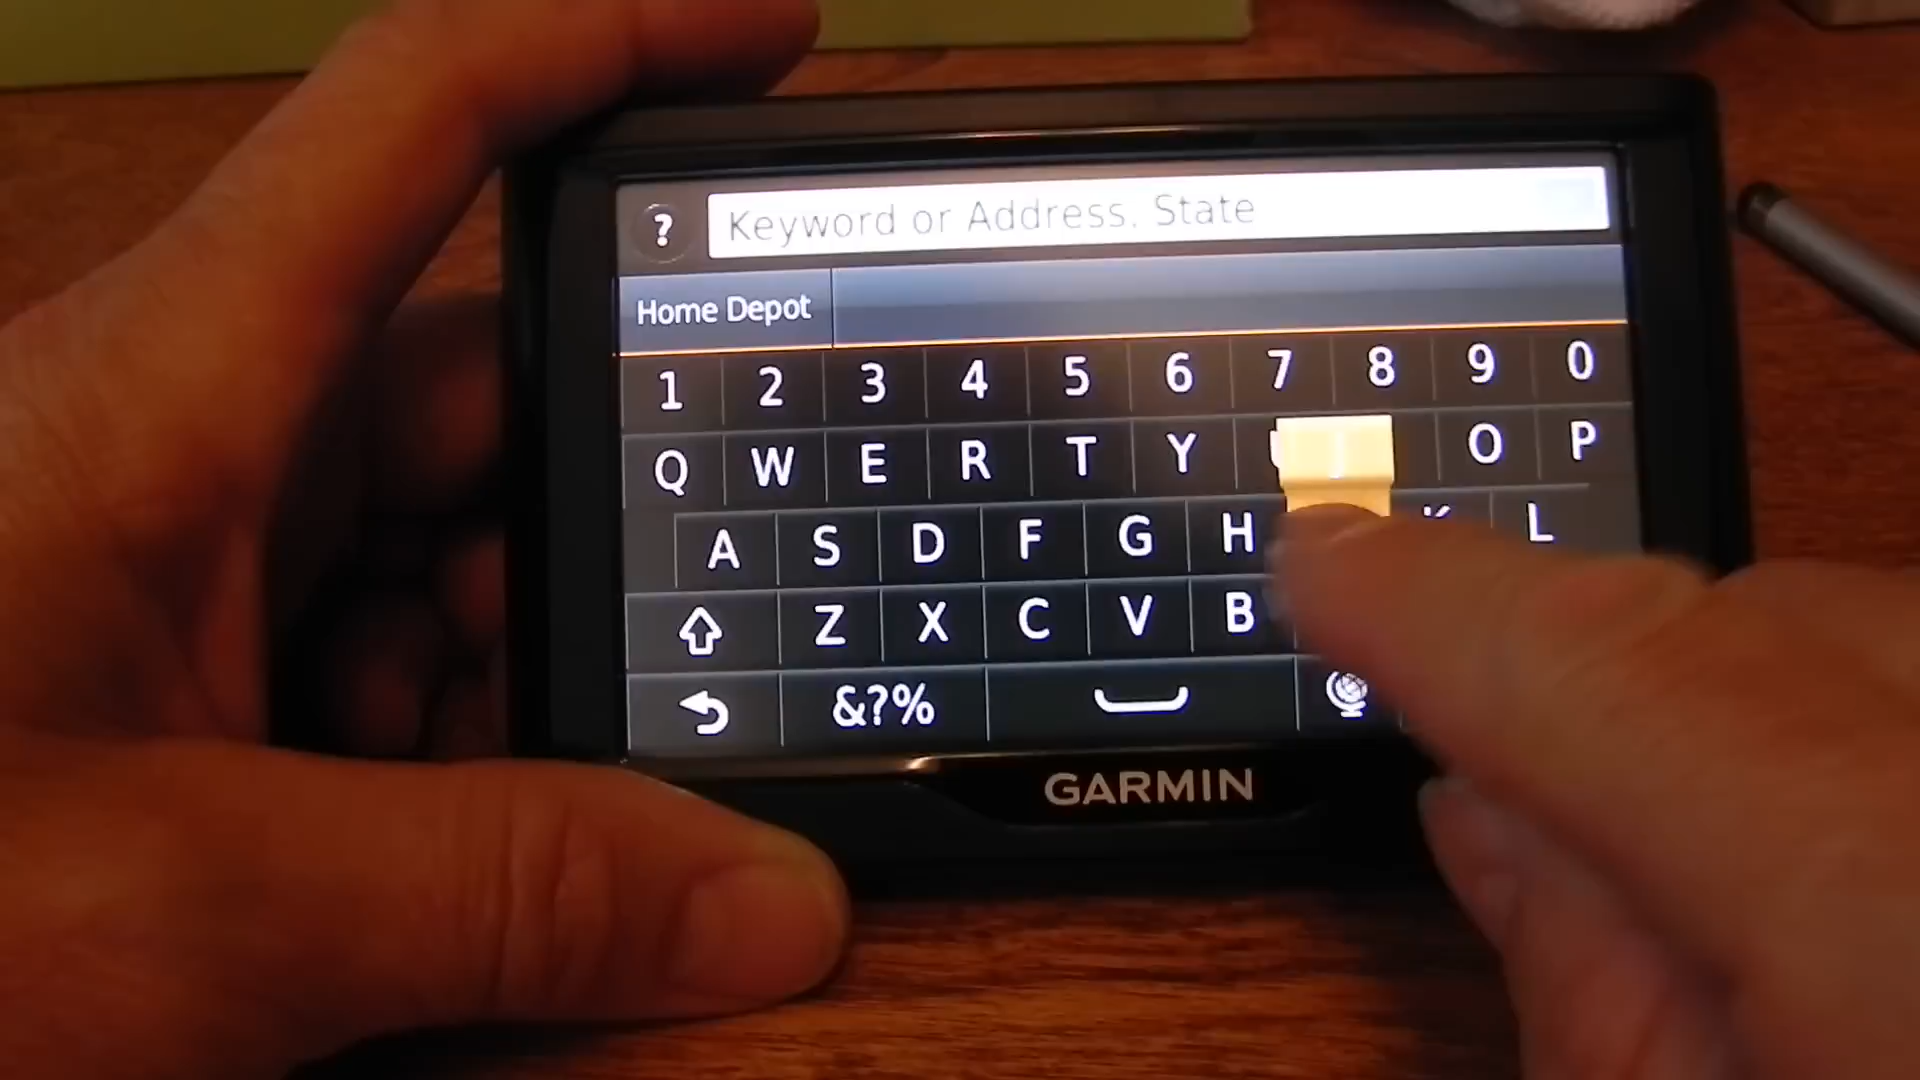 ? Keyword or Address, State
Home Depot
1 2 3 4 5 6 7 8 9 0
Q W E R T Y O P
A S D F G H K L
Z X C V B
&?%
GARMIN